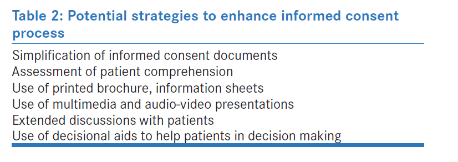 Table 2: Potential strategies to enhance informed consent
process
Simplification of informed consent documents
Assessment of patient comprehension
Use of printed brochure, information sheets
Use of multimedia and audio-video presentations
Extended discussions with patients
Use of decisional aids to help patients in decision making